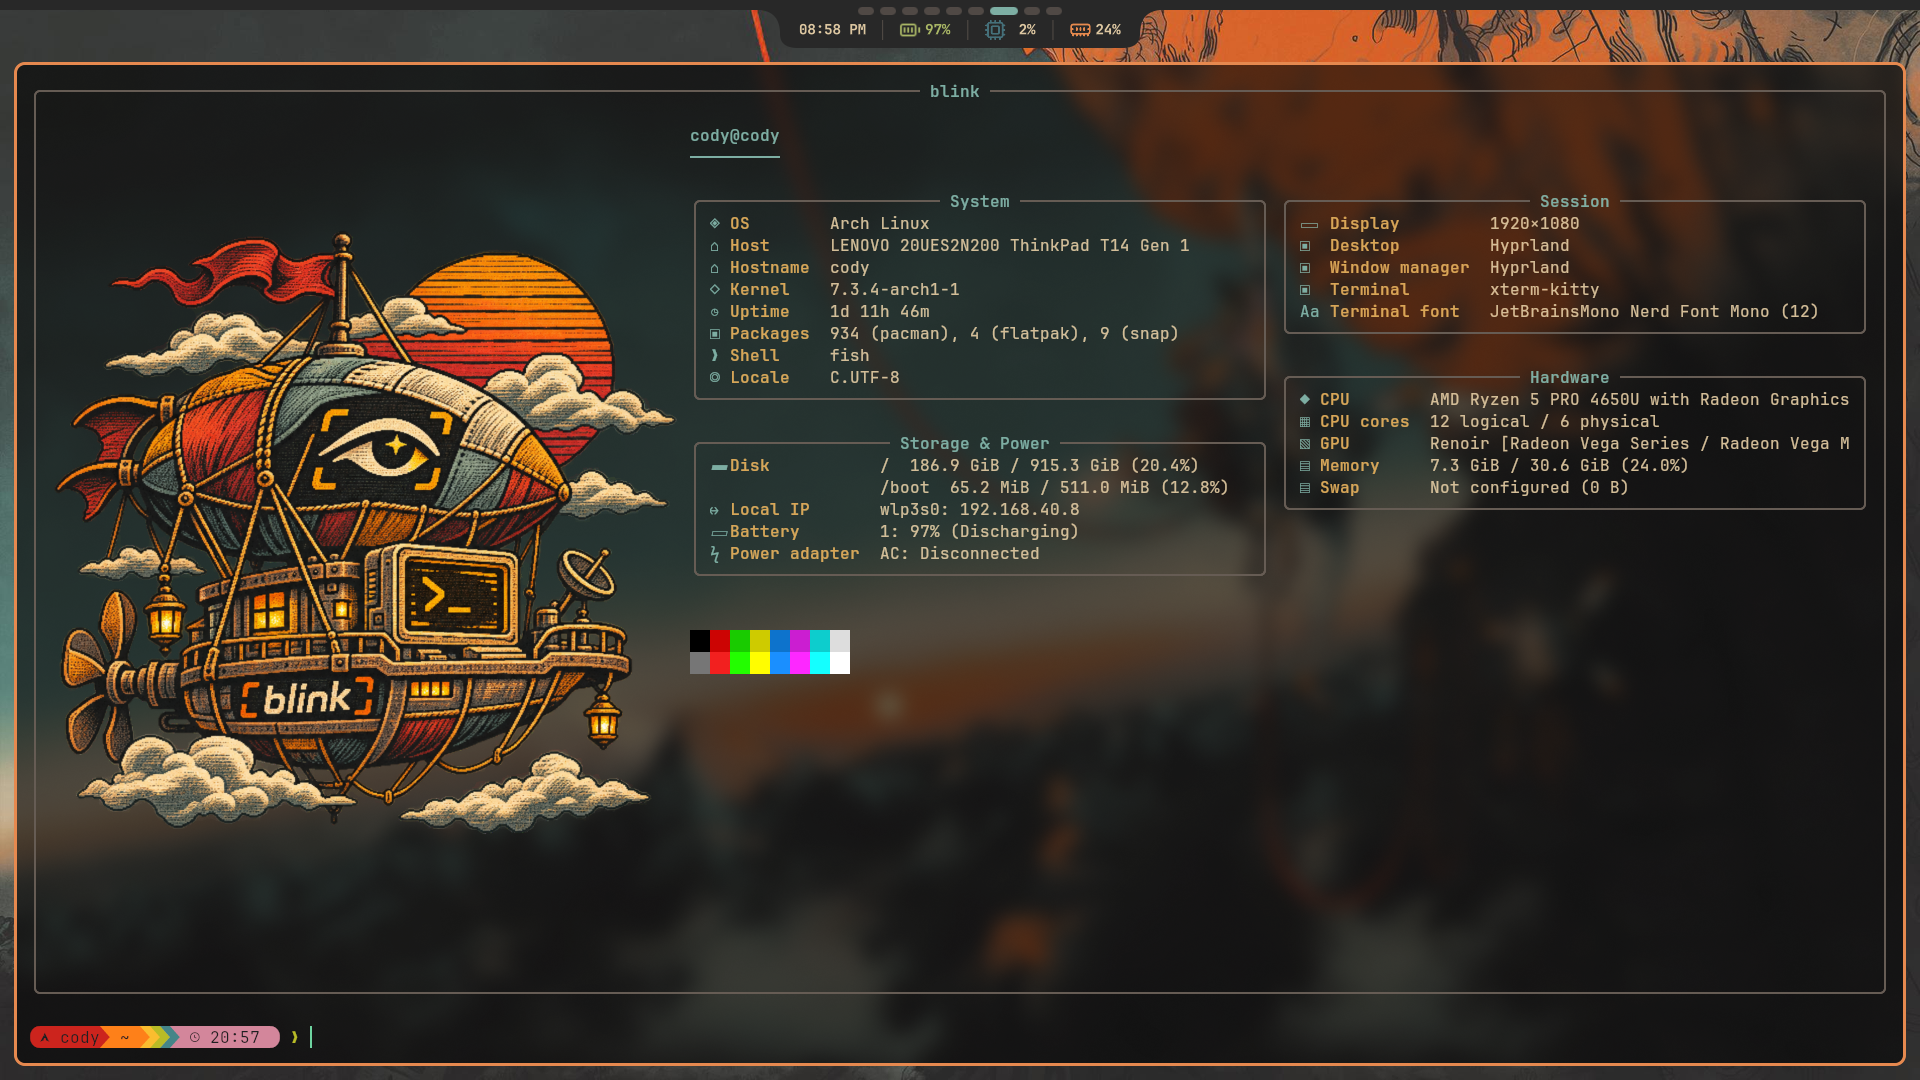 08:58 PM 97% 2% 24%
blink
cody@cody
System
OS Arch Linux
Host LENOVO 20UES2N200 ThinkPad T14 Gen 1
Hostname cody
Kernel 7.3.4-arch1-1
Uptime 1d 11h 46m
Packages 934 (pacman), 4 (flatpak), 9 (snap)
Shell fish
Locale C.UTF-8
Storage & Power
Disk / 186.9 GiB / 915.3 GiB (20.4%)
/boot 65.2 MiB / 511.0 MiB (12.8%)
Local IP wlp3s0: 192.168.40.8
Battery 1: 97% (Discharging)
Power adapter AC: Disconnected
Session
Display 1920×1080
Desktop Hyprland
Window manager Hyprland
Terminal xterm-kitty
Aa Terminal font JetBrainsMono Nerd Font Mono (12)
Hardware
CPU AMD Ryzen 5 PRO 4650U with Radeon Graphics
CPU cores 12 logical / 6 physical
GPU Renoir [Radeon Vega Series / Radeon Vega M
Memory 7.3 GiB / 30.6 GiB (24.0%)
Swap Not configured (0 B)
>_
[blink]
cody ~ 20:57 ❯